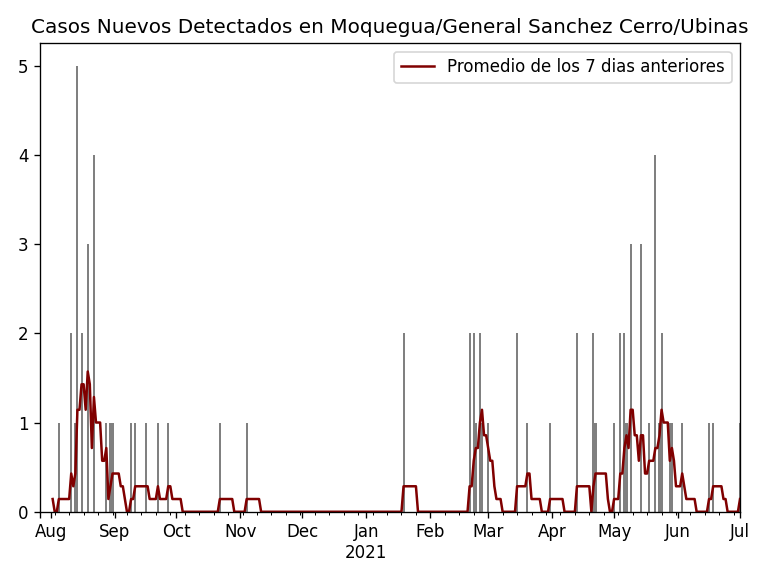 Casos Nuevos Detectados en Moquegua/General Sanchez Cerro/Ubinas
Promedio de los 7 dias anteriores
5
4
3
2
1
0
Aug Sep Oct Nov Dec Jan Feb Mar Apr May Jun Jul
2021